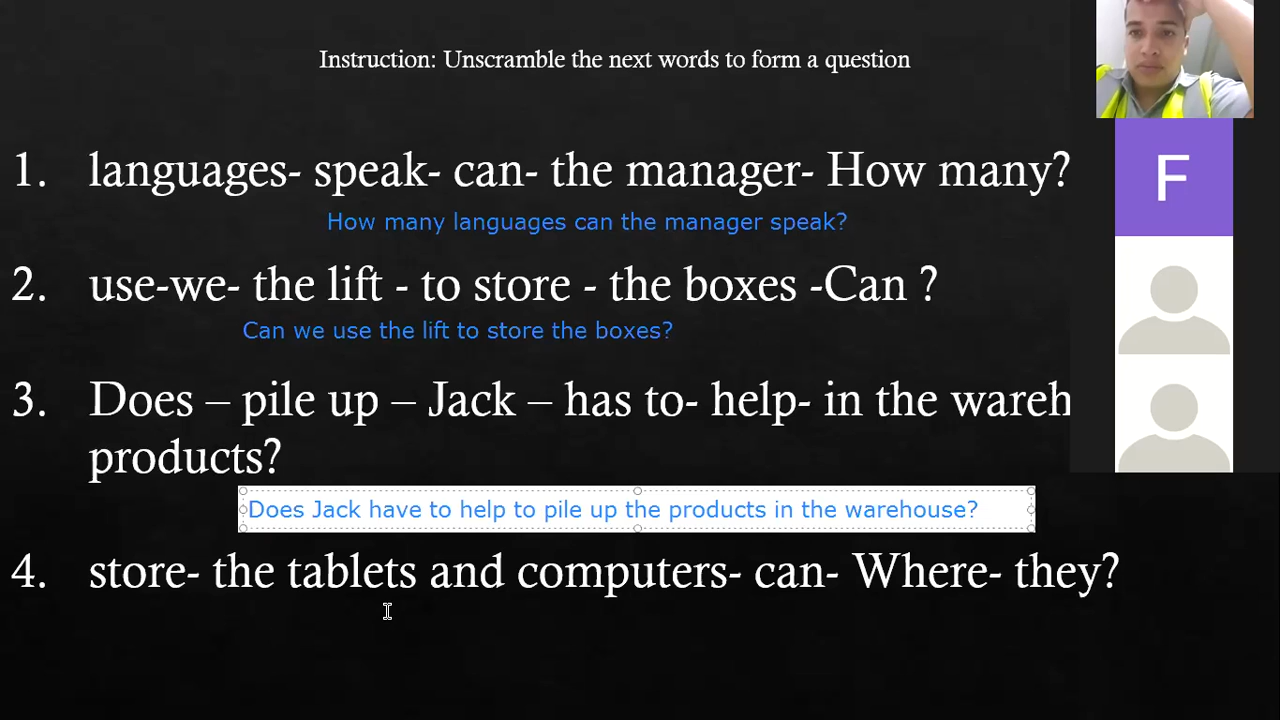 Instruction: Unscramble the next words to form a question
1. languages- speak- can- the manager- How many?
How many languages can the manager speak?
2. use-we- the lift - to store - the boxes -Can ?
Can we use the lift to store the boxes?
3. Does – pile up – Jack – has to- help- in the wareh
products?
Does Jack have to help to pile up the products in the warehouse?
4. store- the tablets and computers- can- Where- they?
F